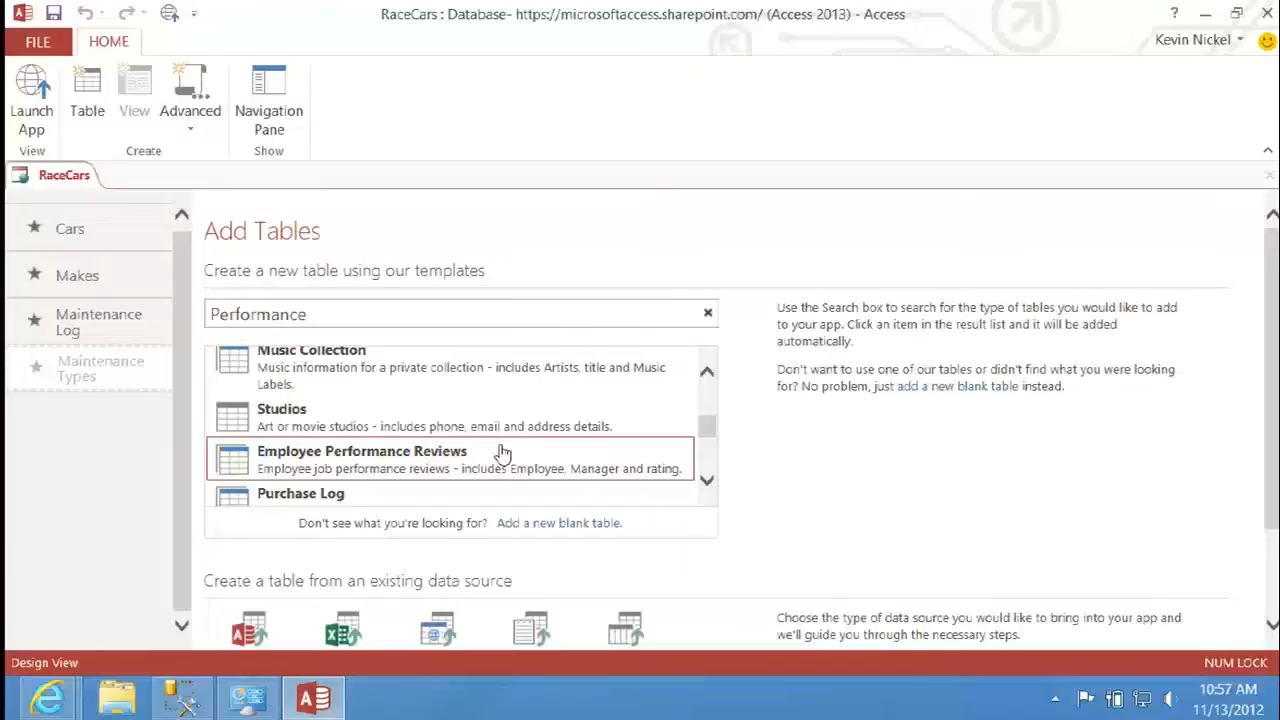 RaceCars : Database- https://microsoftaccess.sharepoint.com/ (Access 2013) - Access
?
FILE
HOME
Kevin Nickel
Launch App
Table
View
Advanced
Navigation Pane
View
Create
Show
RaceCars
Cars
Makes
Maintenance
Log
Maintenance
Types
Add Tables
Create a new table using our templates
Performance
Music Collection
Music information for a private collection - includes Artists, title and Music
Labels.
Studios
Art or movie studios - includes phone, email and address details.
Employee Performance Reviews
Employee job performance reviews - includes Employee, Manager and rating.
Purchase Log
Don't see what you're looking for? Add a new blank table.
Use the Search box to search for the type of tables you would like to add
to your app. Click an item in the result list and it will be added
automatically.
Don't want to use one of our tables or didn't find what you were looking
for? No problem, just add a new blank table instead.
Create a table from an existing data source
Choose the type of data source you would like to bring into your app and
we'll guide you through the necessary steps.
Design View
NUM LOCK
10:57 AM
11/13/2012